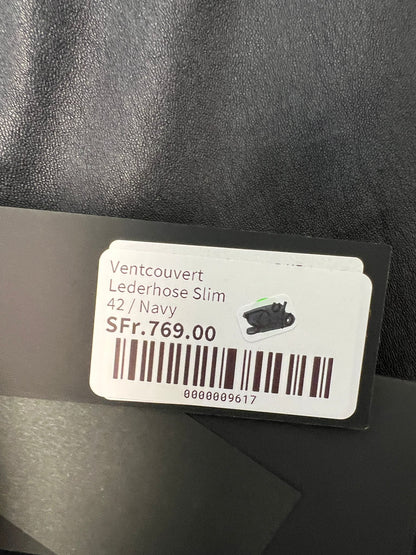 Ventcouvert
Lederhose Slim
42 / Navy
SFr.769.00
0000009617